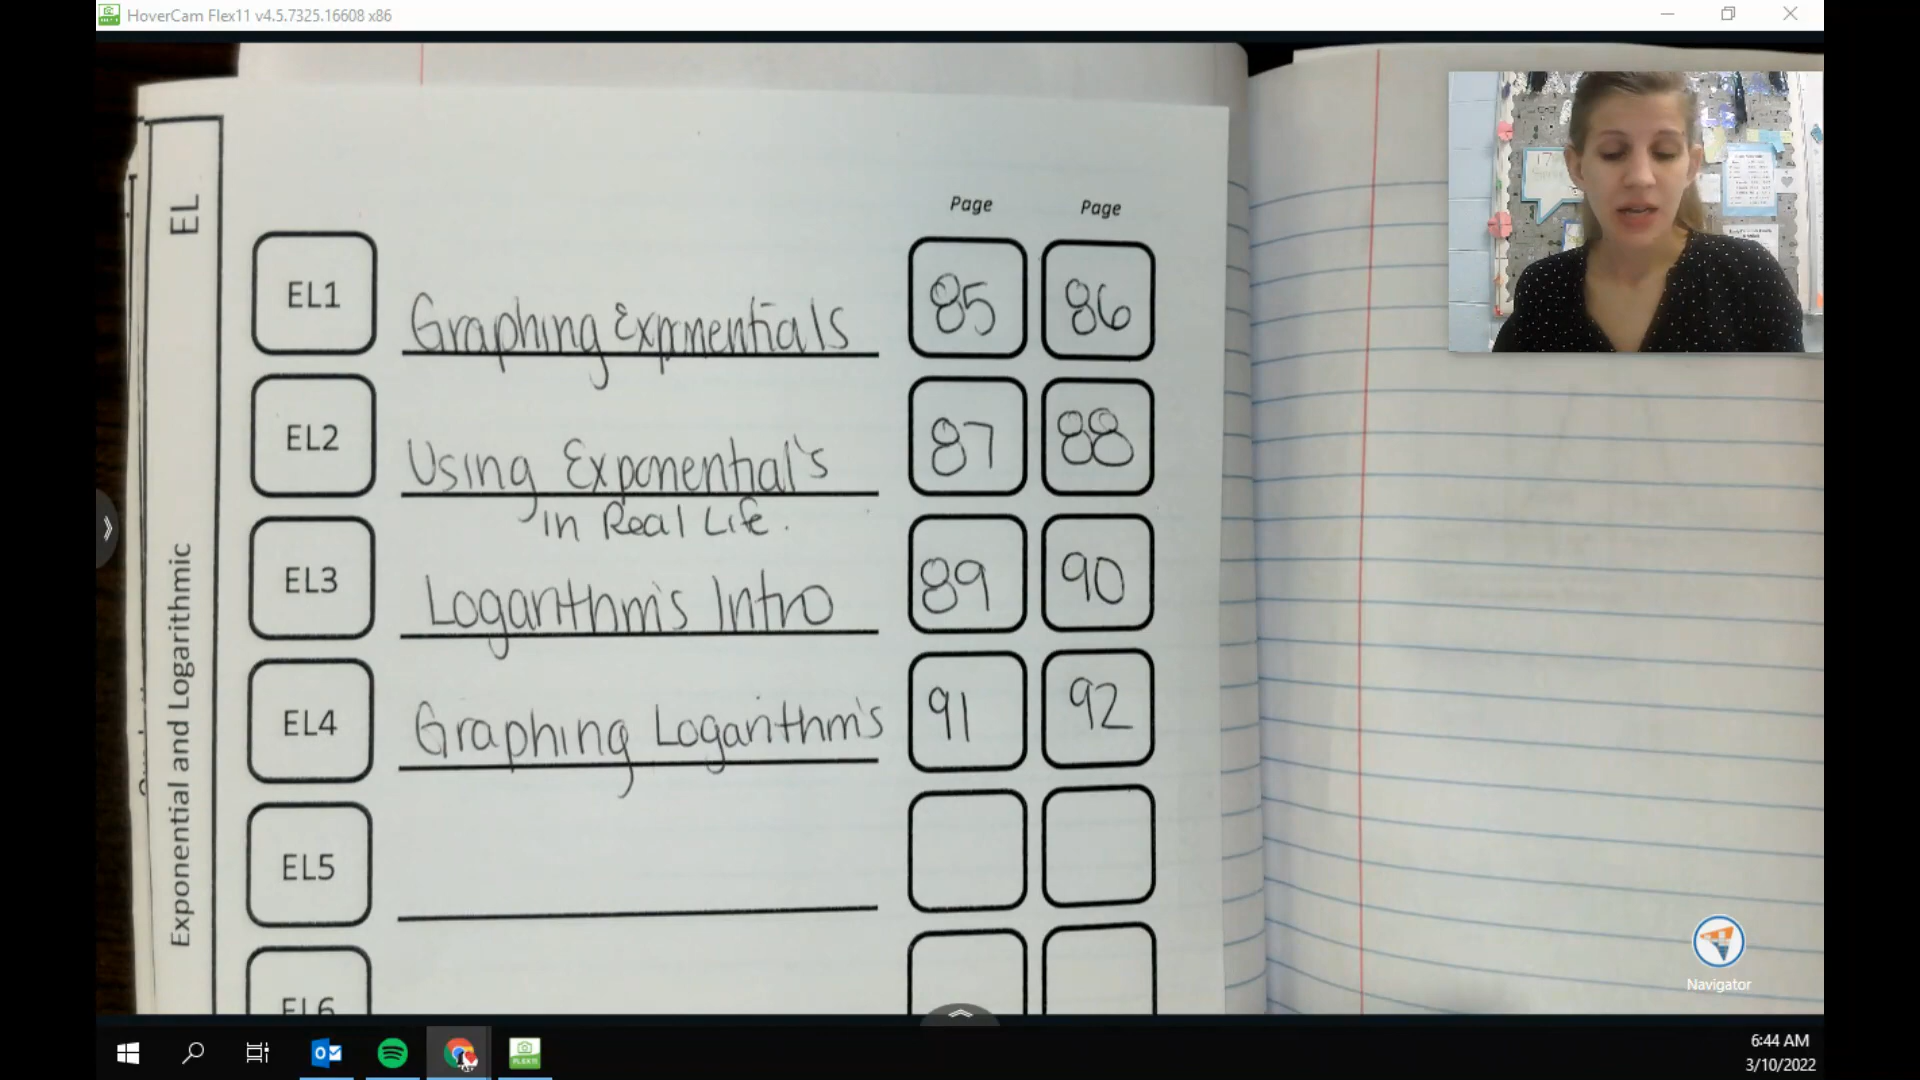 HoverCam Flex11 v4.5.7325.16608 x86
EL
Exponential and Logarithmic
Page Page
EL1 Graphing Exponentials 85 86
EL2 Using Exponential's 87 88
in Real Life.
EL3 Logarithm's Intro 89 90
EL4 Graphing Logarithm's 91 92
EL5
EL6
Navigator
FLEX11
6:44 AM
3/10/2022